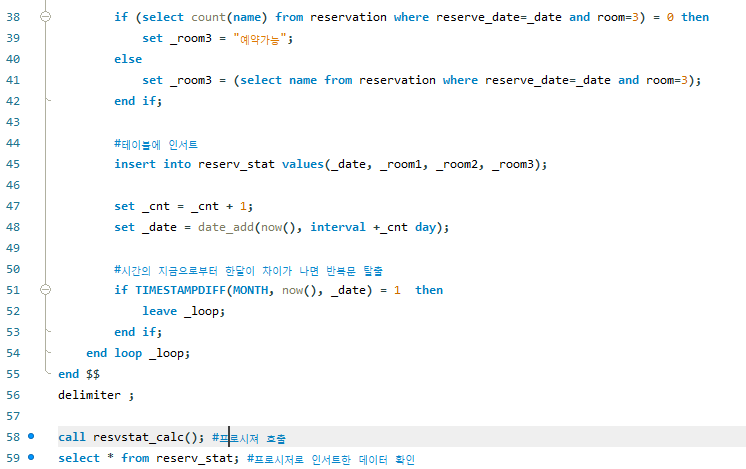 38 if (select count(name) from reservation where reserve_date=_date and room=3) = 0 then
39 set _room3 = "예약가능";
40 else
41 set _room3 = (select name from reservation where reserve_date=_date and room=3);
42 end if;
43
44 #테이블에 인서트
45 insert into reserv_stat values(_date, _room1, _room2, _room3);
46
47 set _cnt = _cnt + 1;
48 set _date = date_add(now(), interval +_cnt day);
49
50 #시간의 지금으로부터 한달이 차이가 나면 반복문 탈출
51 if TIMESTAMPDIFF(MONTH, now(), _date) = 1  then
52 leave _loop;
53 end if;
54 end loop _loop;
55 end $$
56 delimiter ;
57
58 call resvstat_calc(); #프로시져 호출
59 select * from reserv_stat; #프로시저로 인서트한 데이터 확인